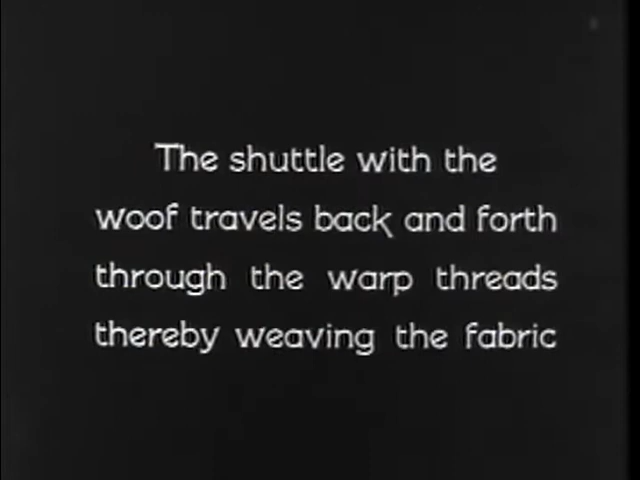 The shuttle with the
woof travels back and forth
through the warp threads
thereby weaving the fabric